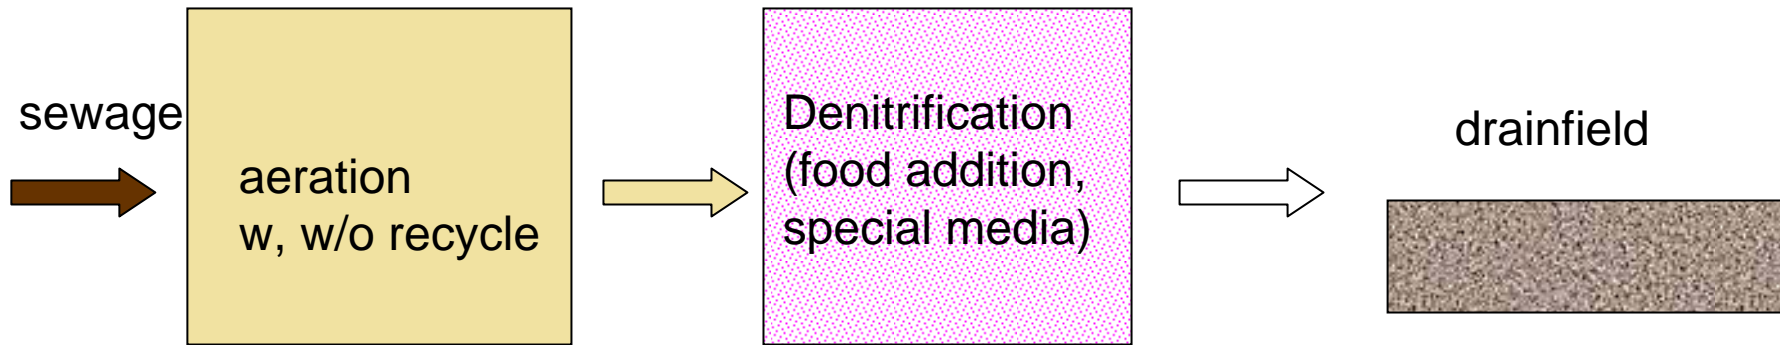 sewage
aeration
w, w/o recycle
Denitrification
(food addition,
special media)
drainfield